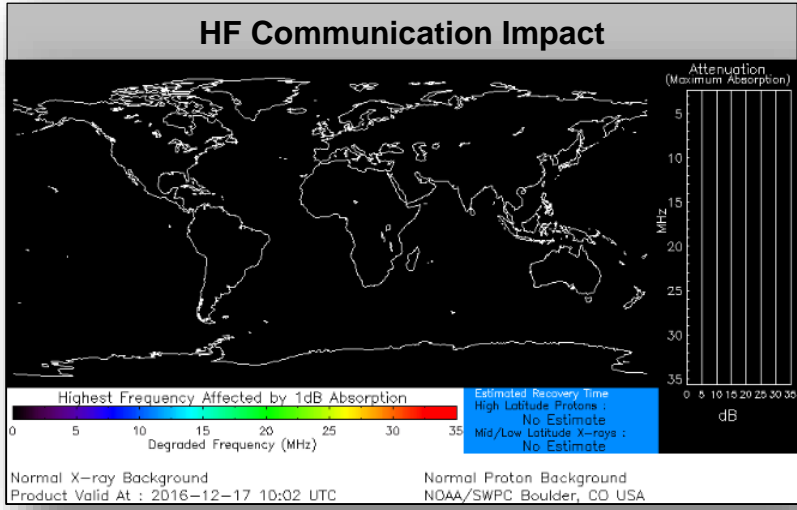 HF Communication Impact
Attenuation
(Maximum Absorption)
5
10
15
MHz
20
25
30
35
0 5 10 15 20 25 30 35
dB
Highest Frequency Affected by 1dB Absorption
0 5 10 15 20 25 30 35
Degraded Frequency (MHz)
Estimated Recovery Time
High Latitude Protons :
No Estimate
Mid/Low Latitude X-rays :
No Estimate
Normal X-ray Background
Normal Proton Background
Product Valid At : 2016-12-17 10:02 UTC
NOAA/SWPC Boulder, CO USA